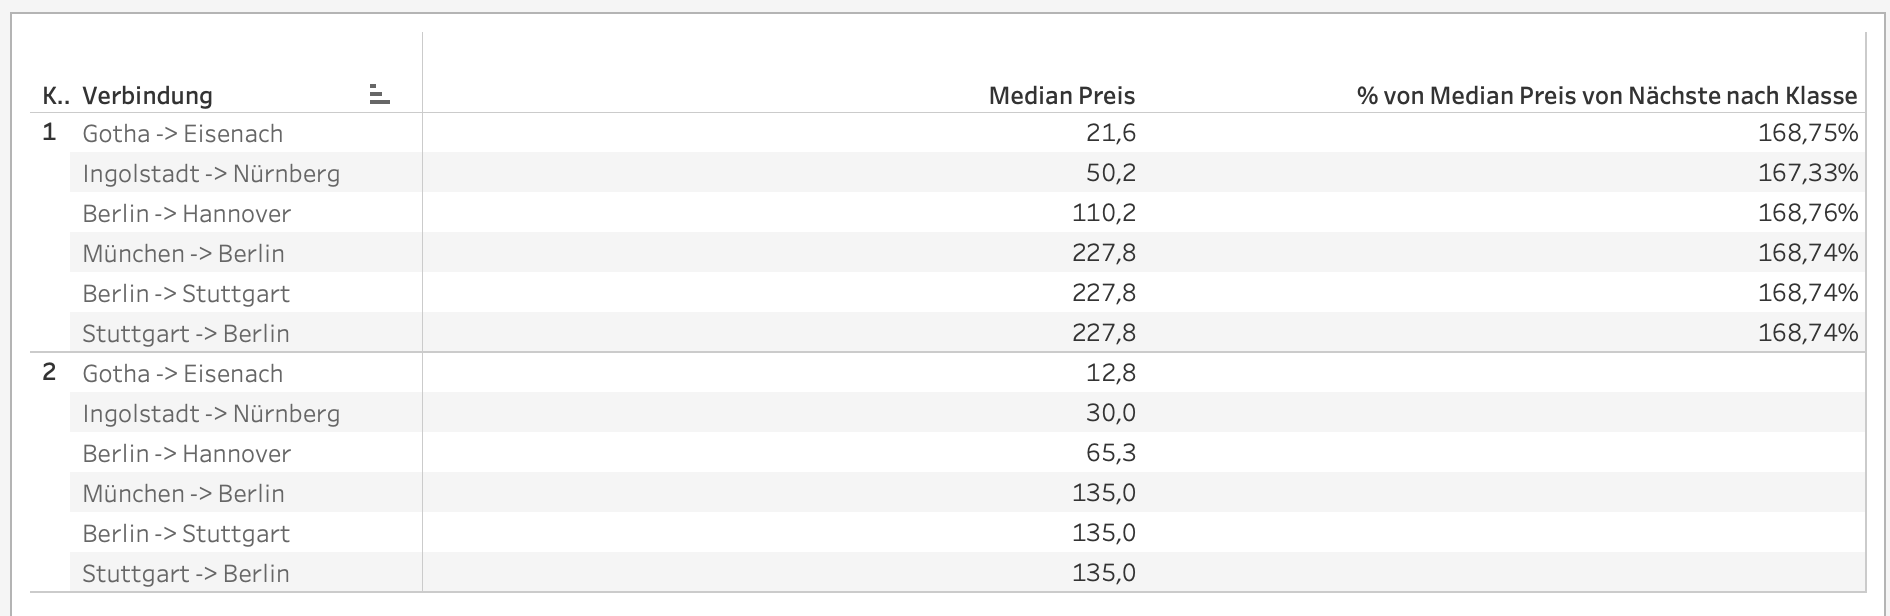 K.. Verbindung Median Preis % von Median Preis von Nächste nach Klasse
1 Gotha -> Eisenach 21,6 168,75%
Ingolstadt -> Nürnberg 50,2 167,33%
Berlin -> Hannover 110,2 168,76%
München -> Berlin 227,8 168,74%
Berlin -> Stuttgart 227,8 168,74%
Stuttgart -> Berlin 227,8 168,74%
2 Gotha -> Eisenach 12,8
Ingolstadt -> Nürnberg 30,0
Berlin -> Hannover 65,3
München -> Berlin 135,0
Berlin -> Stuttgart 135,0
Stuttgart -> Berlin 135,0